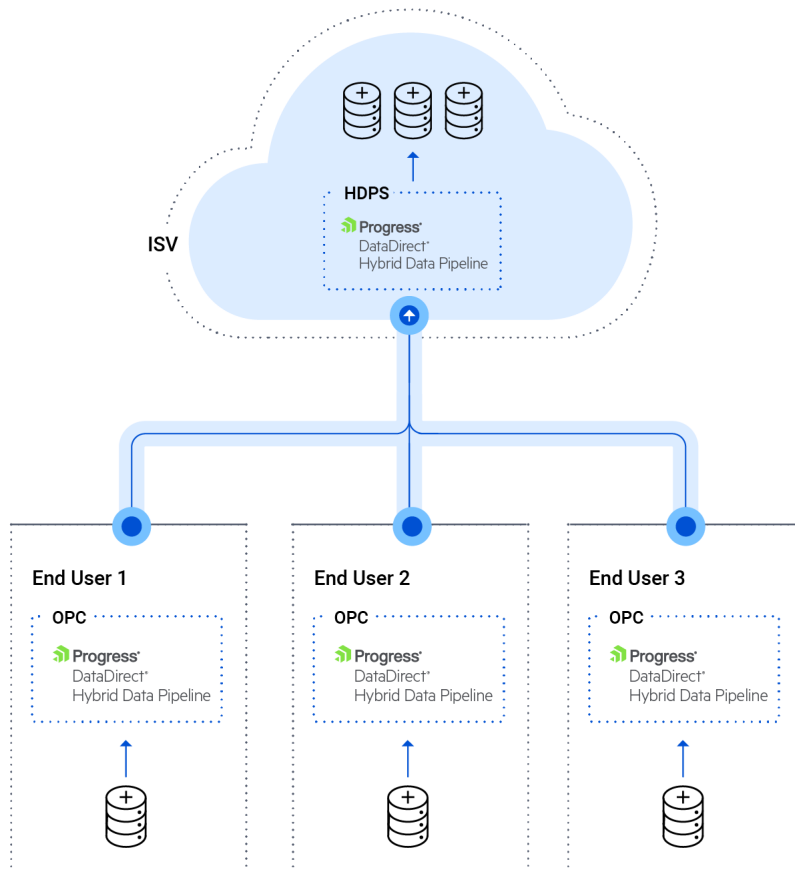 HDPS
ISV
Progress®
DataDirect®
Hybrid Data Pipeline
End User 1
OPC
Progress®
DataDirect®
Hybrid Data Pipeline
End User 2
OPC
Progress®
DataDirect®
Hybrid Data Pipeline
End User 3
OPC
Progress®
DataDirect®
Hybrid Data Pipeline